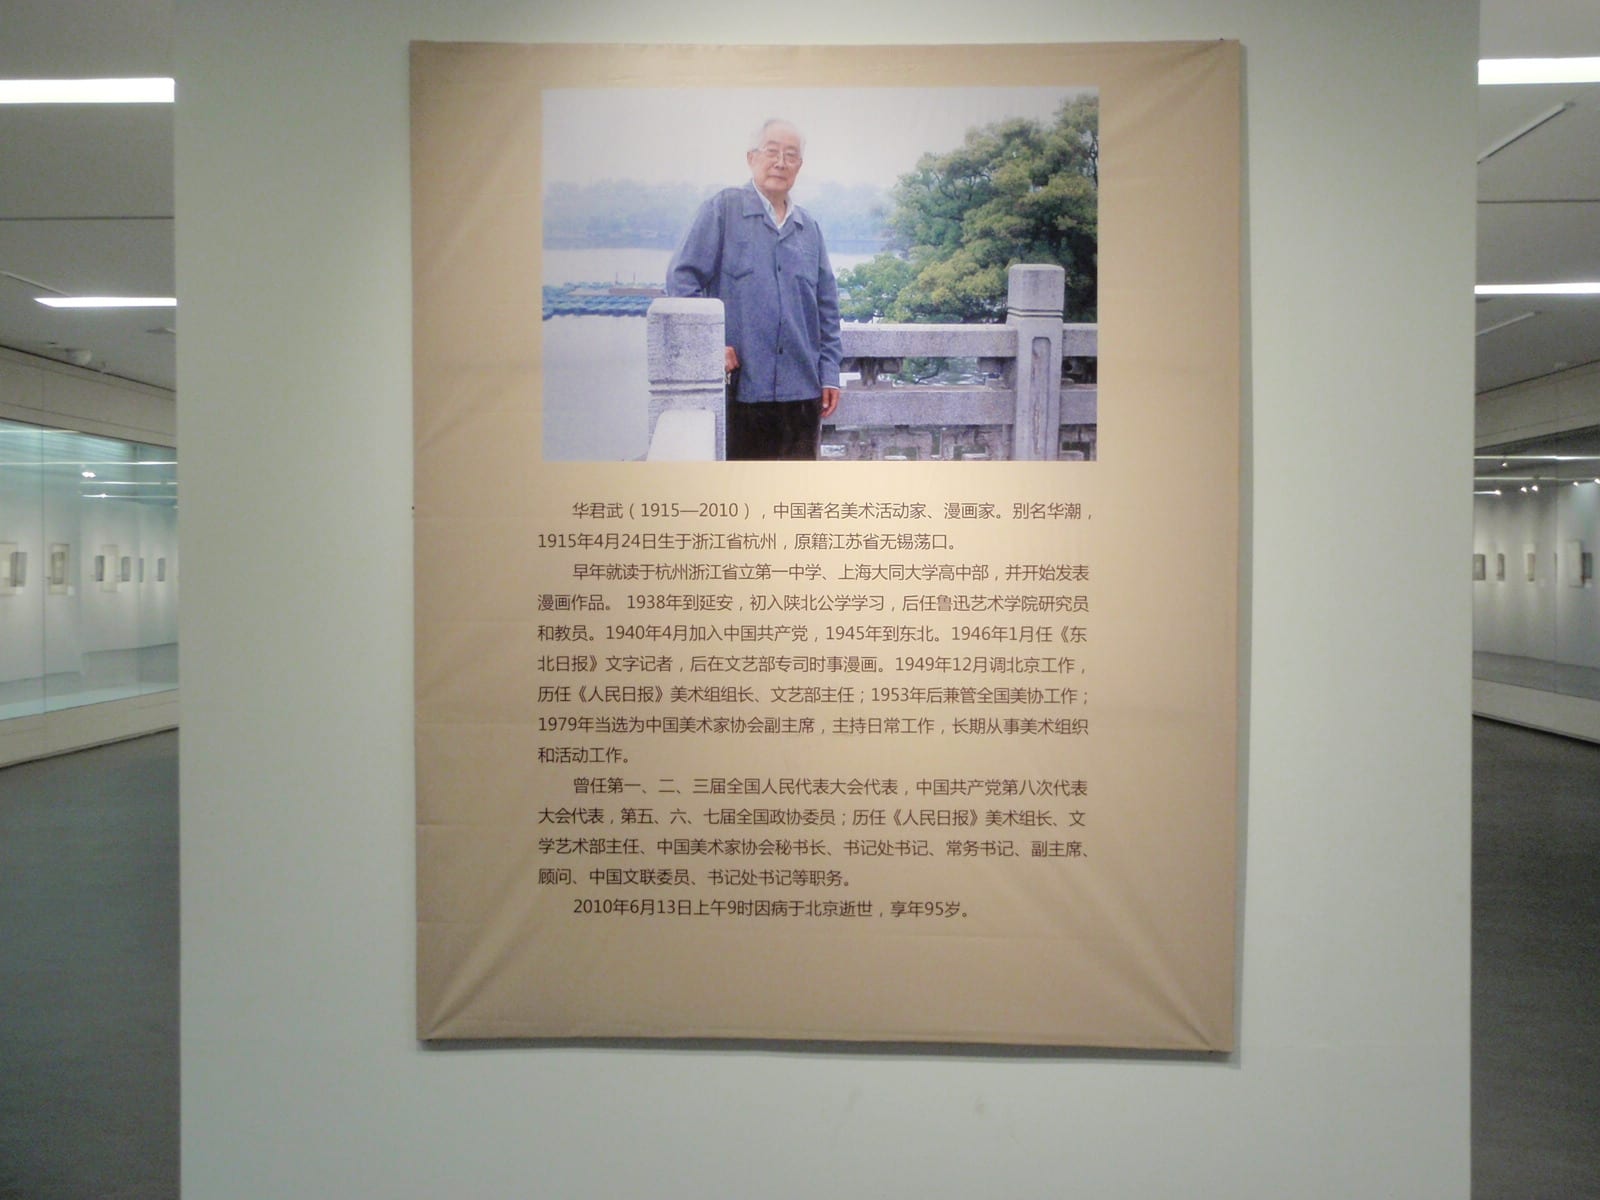 华君武（1915—2010），中国著名美术活动家、漫画家。别名华潮，
1915年4月24日生于浙江省杭州，原籍江苏省无锡荡口。
早年就读于杭州浙江省立第一中学、上海大同大学高中部，并开始发表
漫画作品。 1938年到延安，初入陕北公学学习，后任鲁迅艺术学院研究员
和教员。1940年4月加入中国共产党，1945年到东北。1946年1月任《东
北日报》文字记者，后在文艺部专司时事漫画。1949年12月调北京工作，
历任《人民日报》美术组组长、文艺部主任；1953年后兼管全国美协工作；
1979年当选为中国美术家协会副主席，主持日常工作，长期从事美术组织
和活动工作。
曾任第一、二、三届全国人民代表大会代表，中国共产党第八次代表
大会代表，第五、六、七届全国政协委员；历任《人民日报》美术组长、文
学艺术部主任、中国美术家协会秘书长、书记处书记、常务书记、副主席、
顾问、中国文联委员、书记处书记等职务。
2010年6月13日上午9时因病于北京逝世，享年95岁。